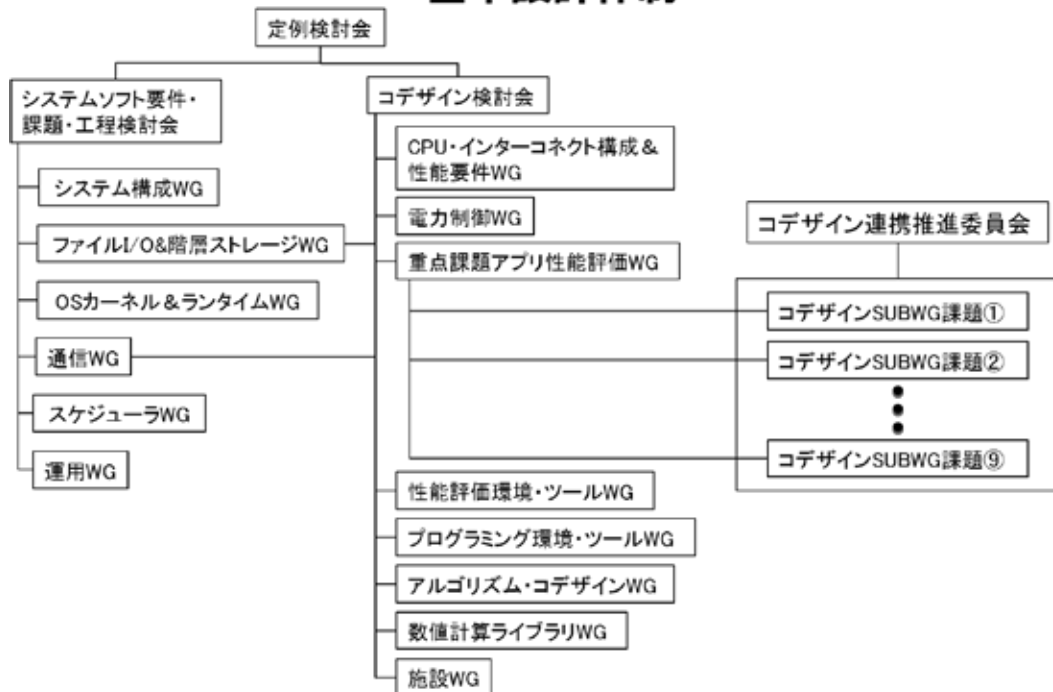 定例検討会
システムソフト要件・
課題・工程検討会
システム構成WG
ファイルI/O&階層ストレージWG
OSカーネル&ランタイムWG
通信WG
スケジューラWG
運用WG
コデザイン検討会
CPU・インターコネクト構成&
性能要件WG
電力制御WG
重点課題アプリ性能評価WG
性能評価環境・ツールWG
プログラミング環境・ツールWG
アルゴリズム・コデザインWG
数値計算ライブラリWG
施設WG
コデザイン連携推進委員会
コデザインSUBWG課題①
コデザインSUBWG課題②
コデザインSUBWG課題⑨